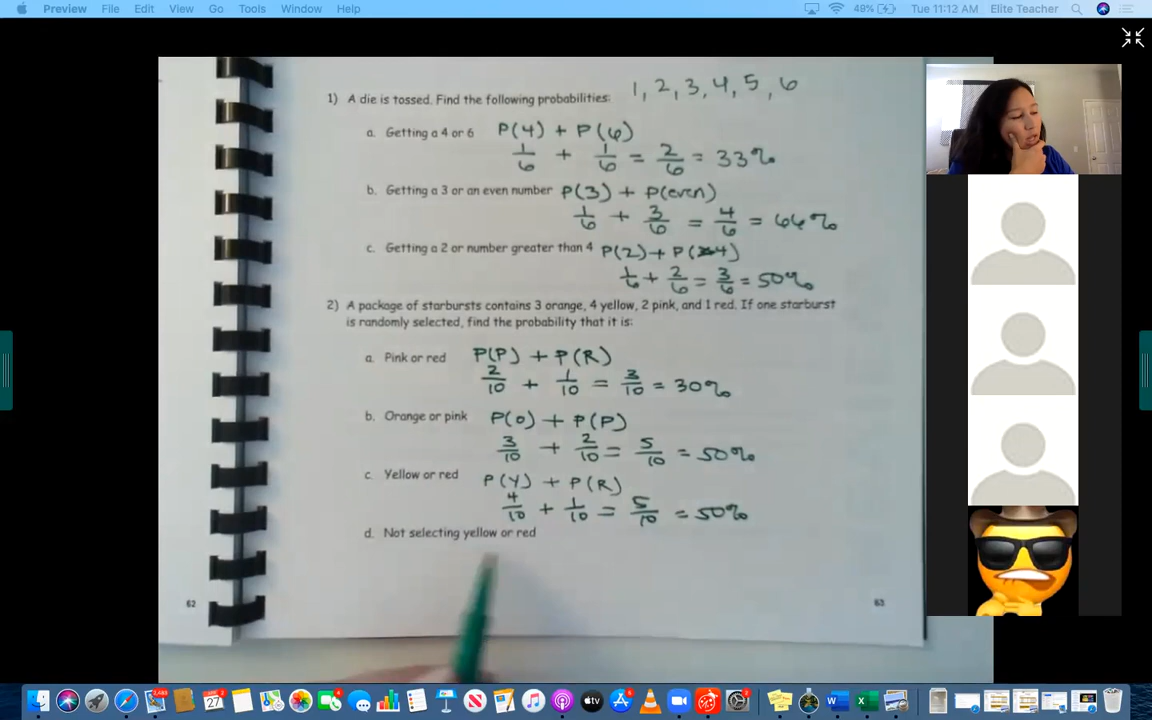 Preview File Edit View Go Tools Window Help 49% Tue 11:12 AM Elite Teacher
1) A die is tossed. Find the following probabilities: 1, 2, 3, 4, 5, 6
a. Getting a 4 or 6 P(4) + P(6)
1/6 + 1/6 = 2/6 = 33%
b. Getting a 3 or an even number P(3) + P(even)
1/6 + 3/6 = 4/6 = 66%
c. Getting a 2 or number greater than 4 P(2) + P(>4)
1/6 + 2/6 = 3/6 = 50%
2) A package of starbursts contains 3 orange, 4 yellow, 2 pink, and 1 red. If one starburst
is randomly selected, find the probability that it is:
a. Pink or red P(P) + P(R)
2/10 + 1/10 = 3/10 = 30%
b. Orange or pink P(O) + P(P)
3/10 + 2/10 = 5/10 = 50%
c. Yellow or red P(Y) + P(R)
4/10 + 1/10 = 5/10 = 50%
d. Not selecting yellow or red
62
63
27
tv
W
X